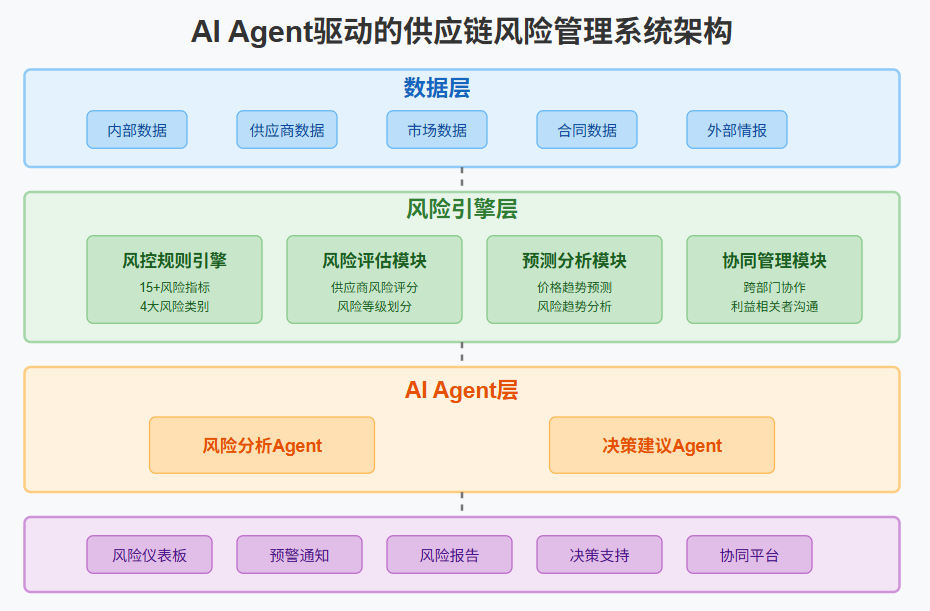 AI Agent驱动的供应链风险管理系统架构
数据层
内部数据
供应商数据
市场数据
合同数据
外部情报
风险引擎层
风控规则引擎
15+风险指标
4大风险类别
风险评估模块
供应商风险评分
风险等级划分
预测分析模块
价格趋势预测
风险趋势分析
协同管理模块
跨部门协作
利益相关者沟通
AI Agent层
风险分析Agent
决策建议Agent
风险仪表板
预警通知
风险报告
决策支持
协同平台